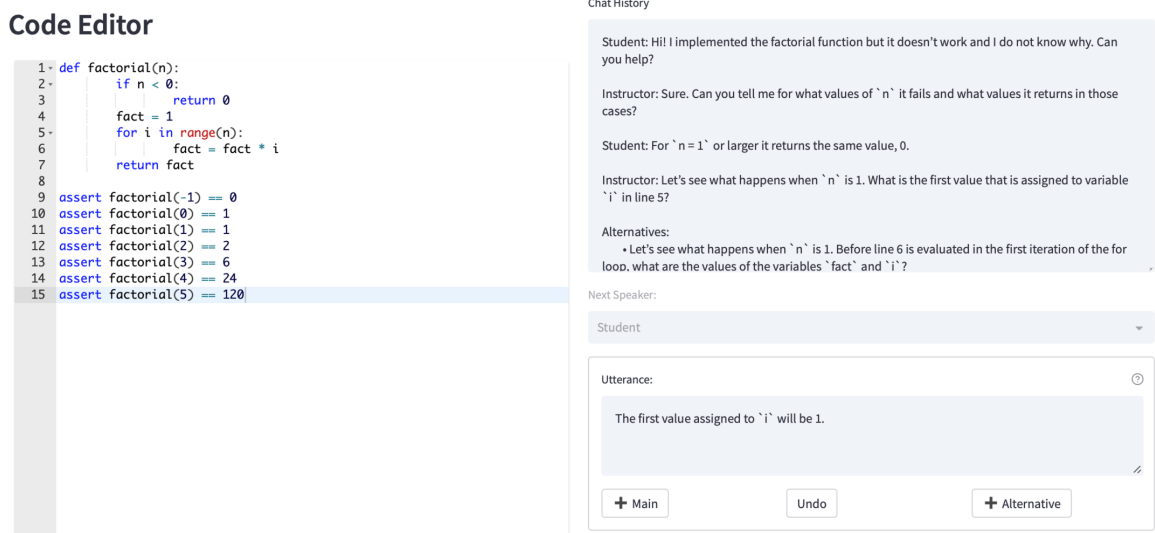 Code Editor
1 def factorial(n):
2 if n < 0:
3 return 0
4 fact = 1
5 for i in range(n):
6 fact = fact * i
7 return fact
8
9 assert factorial(-1) == 0
10 assert factorial(0) == 1
11 assert factorial(1) == 1
12 assert factorial(2) == 2
13 assert factorial(3) == 6
14 assert factorial(4) == 24
15 assert factorial(5) == 120
Chat History
Student: Hi! I implemented the factorial function but it doesn't work and I do not know why. Can
you help?
Instructor: Sure. Can you tell me for what values of `n` it fails and what values it returns in those
cases?
Student: For `n = 1` or larger it returns the same value, 0.
Instructor: Let's see what happens when `n` is 1. What is the first value that is assigned to variable
`i` in line 5?
Alternatives:
• Let's see what happens when `n` is 1. Before line 6 is evaluated in the first iteration of the for
loop, what are the values of the variables `fact` and `i`?
Next Speaker:
Student
Utterance:
The first value assigned to `i` will be 1.
+ Main
Undo
+ Alternative